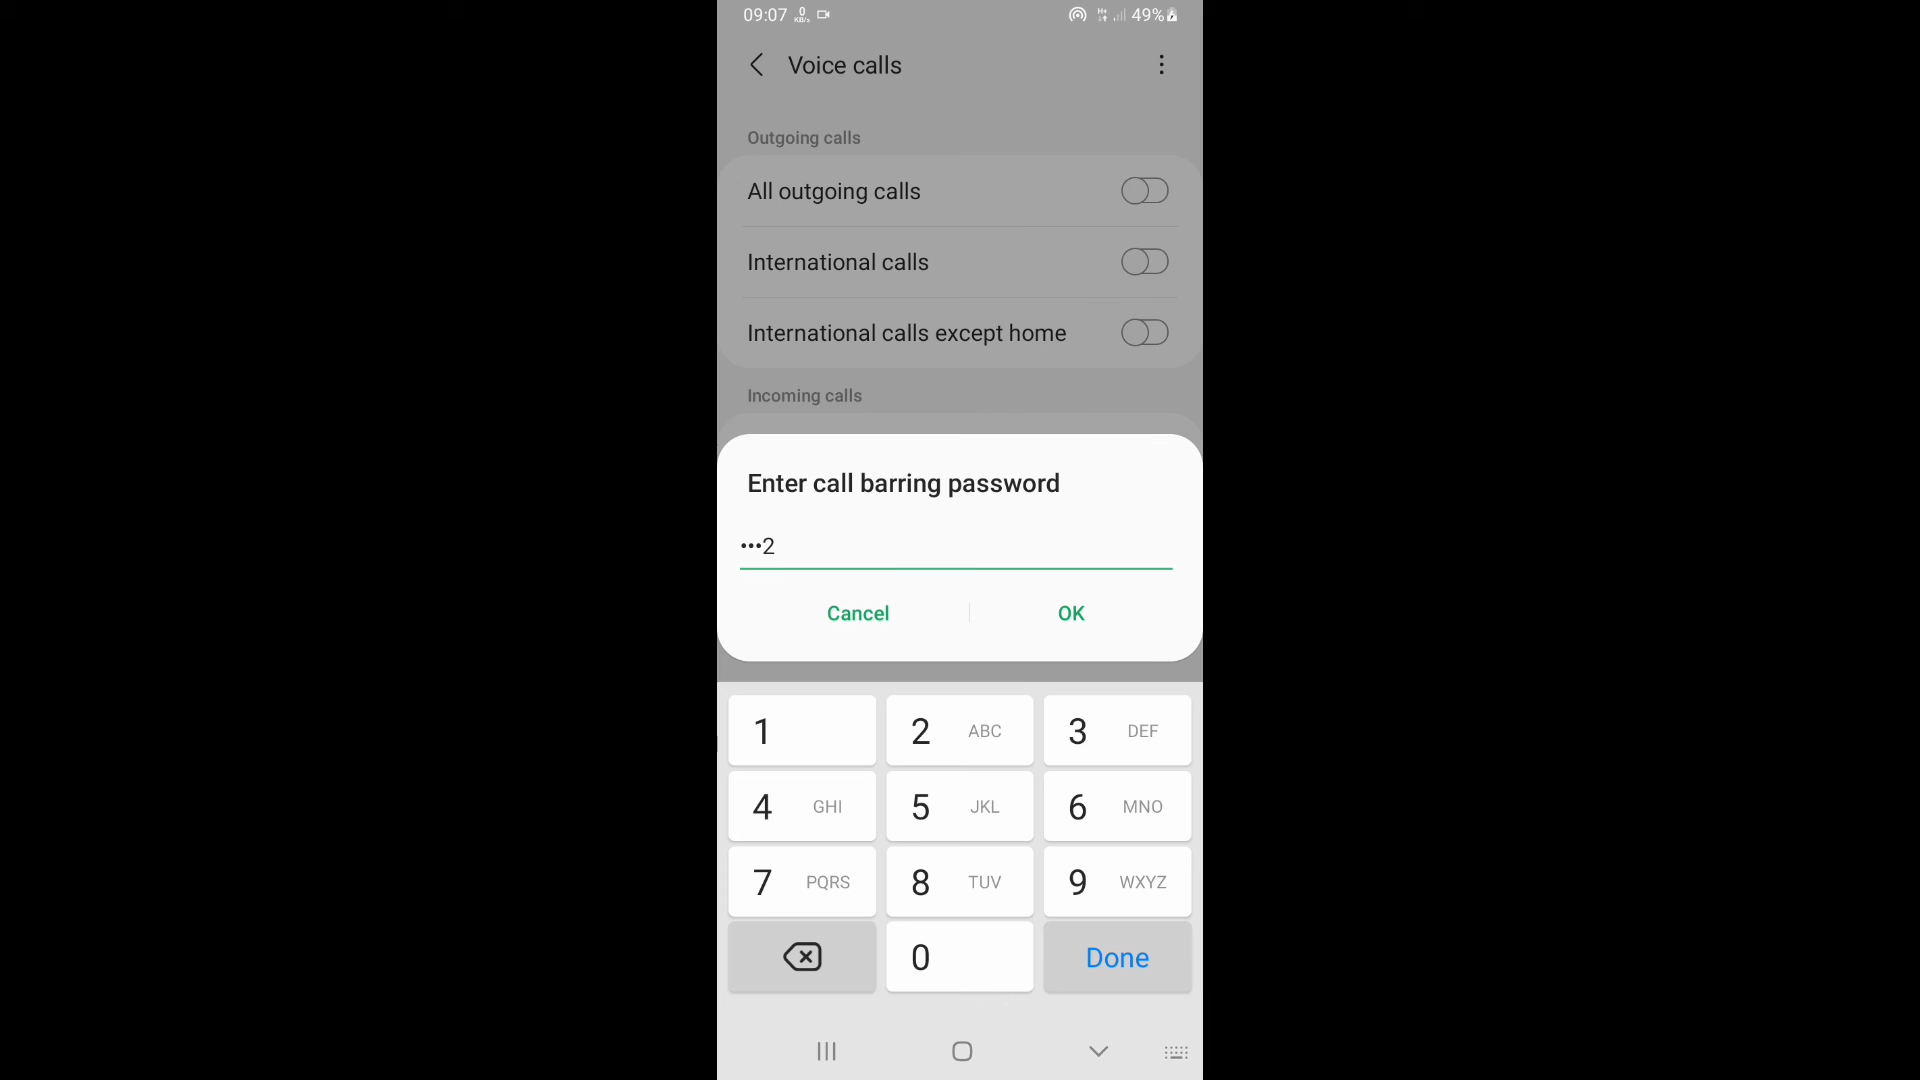 09:07 0 KB/s 49%
Voice calls
Outgoing calls
All outgoing calls
International calls
International calls except home
Incoming calls
Enter call barring password
•••2
Cancel OK
1 2 ABC 3 DEF
4 GHI 5 JKL 6 MNO
7 PQRS 8 TUV 9 WXYZ
0 Done